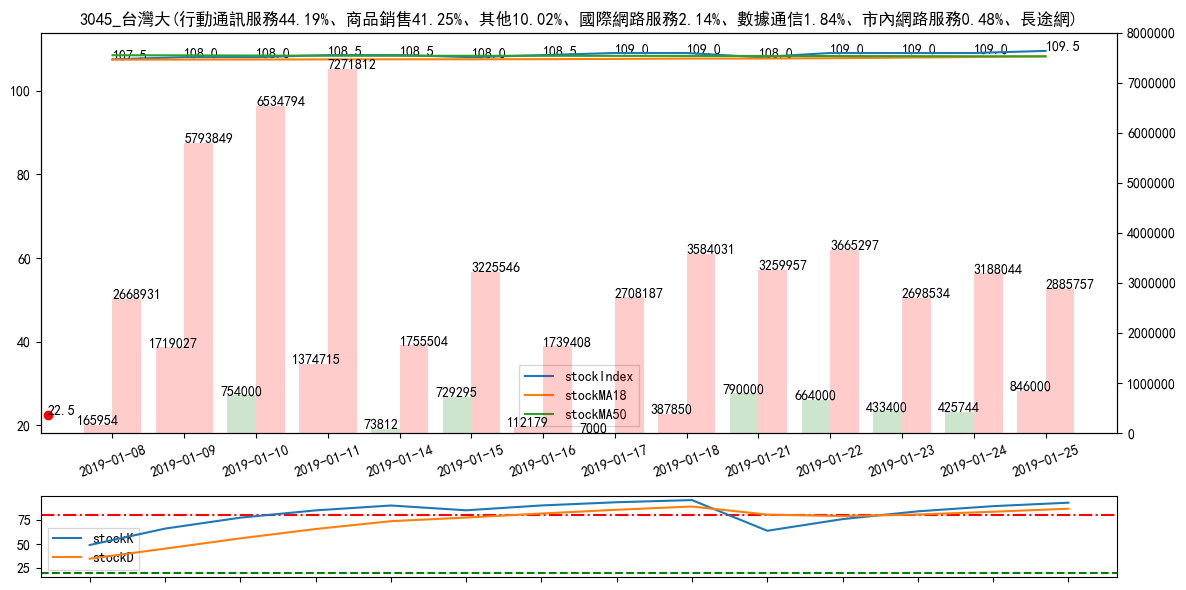 3045_台灣大(行動通訊服務44.19%、商品銷售41.25%、其他10.02%、國際網路服務2.14%、數據通信1.84%、市內網路服務0.48%、長途網)
8000000
7000000
6000000
5000000
4000000
3000000
2000000
1000000
0
100
80
60
40
20
107.5 108.0 108.0 108.5 108.5 108.0 108.5 109.0 109.0 108.0 109.0 109.0 109.0 109.5
2668931 5793849 6534794 7271812 1755504 3225546 1739408 2708187 3584031 3259957 3665297 2698534 3188044 2885757
165954 1719027 754000 1374715 73812 729295 112179 7000 387850 790000 664000 433400 425744 846000
22.5
stockIndex
stockMA18
stockMA50
2019-01-08 2019-01-09 2019-01-10 2019-01-11 2019-01-14 2019-01-15 2019-01-16 2019-01-17 2019-01-18 2019-01-21 2019-01-22 2019-01-23 2019-01-24 2019-01-25
75
50
25
stockK
stockD